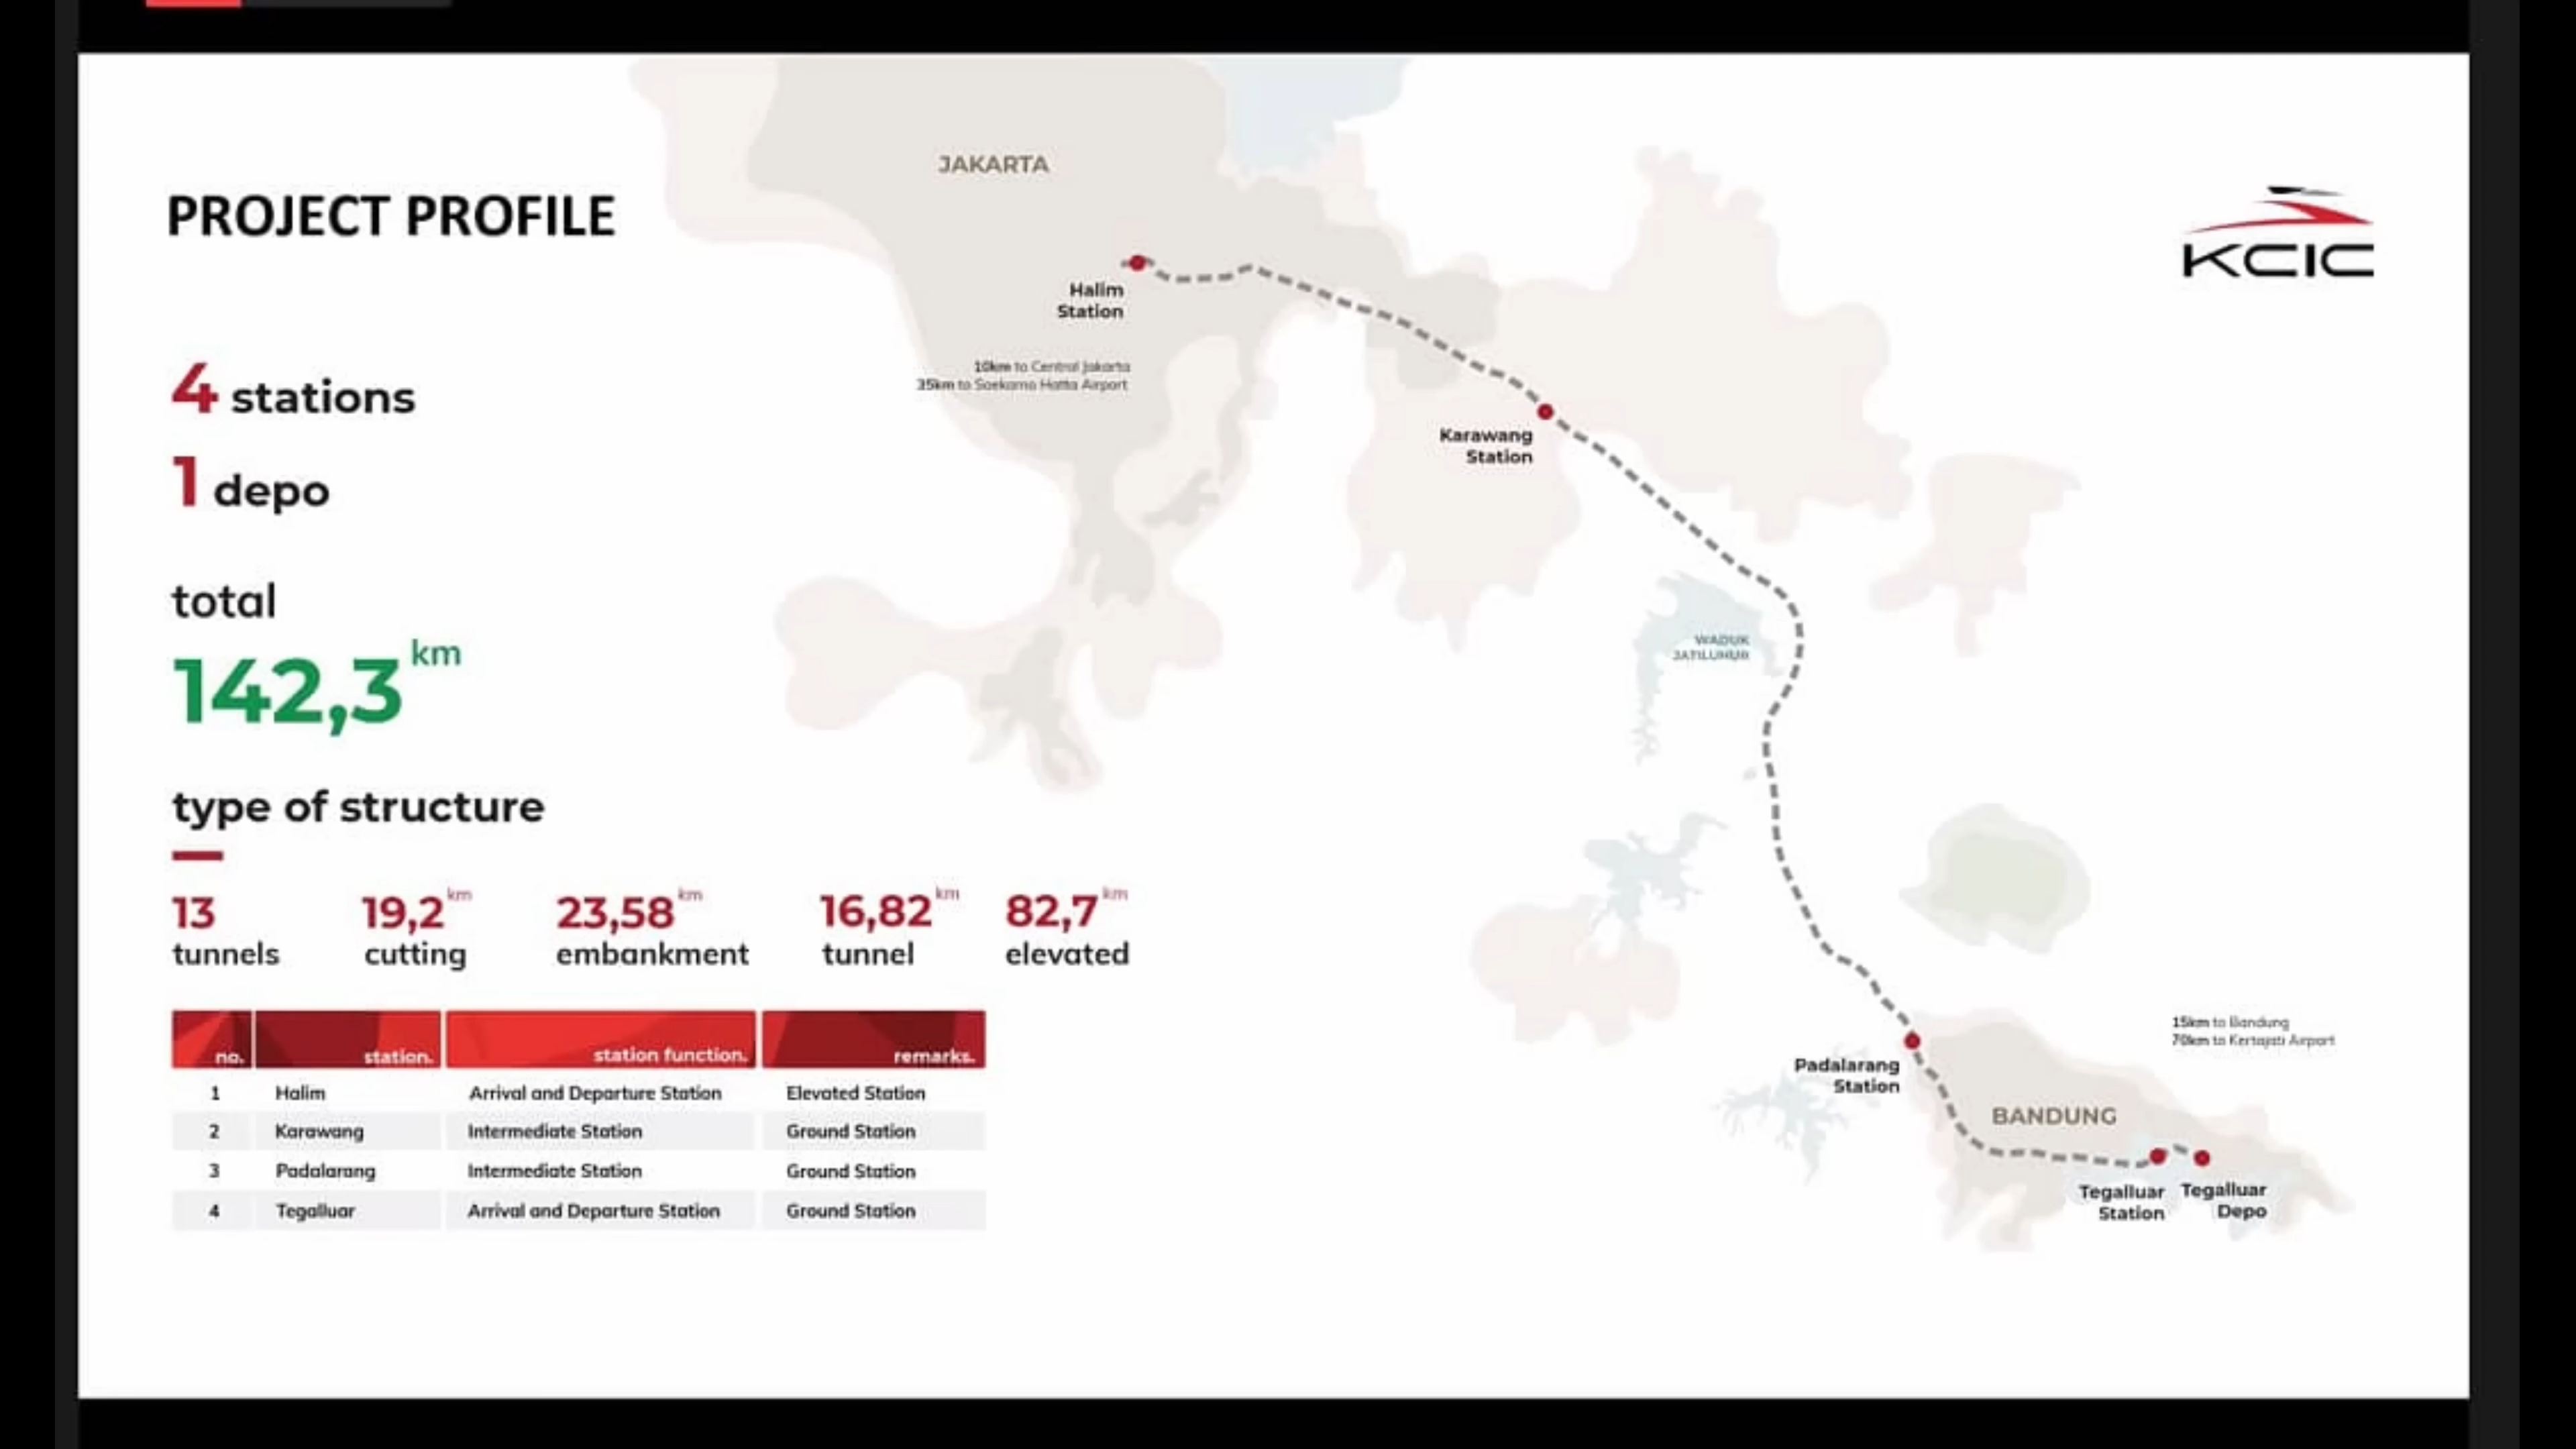 PROJECT PROFILE
KCIC
4 stations
1 depo
total
142,3 km
type of structure
13
tunnels
19,2 km
cutting
23,58 km
embankment
16,82 km
tunnel
82,7 km
elevated
no. station. station function. remarks.
1 Halim Arrival and Departure Station Elevated Station
2 Karawang Intermediate Station Ground Station
3 Padalarang Intermediate Station Ground Station
4 Tegalluar Arrival and Departure Station Ground Station
JAKARTA
Halim
Station
10km to Central Jakarta
35km to Soekarno Hatta Airport
Karawang
Station
WADUK
JATILUHUR
Padalarang
Station
15km to Bandung
70km to Kertajati Airport
BANDUNG
Tegalluar
Station
Tegalluar
Depo